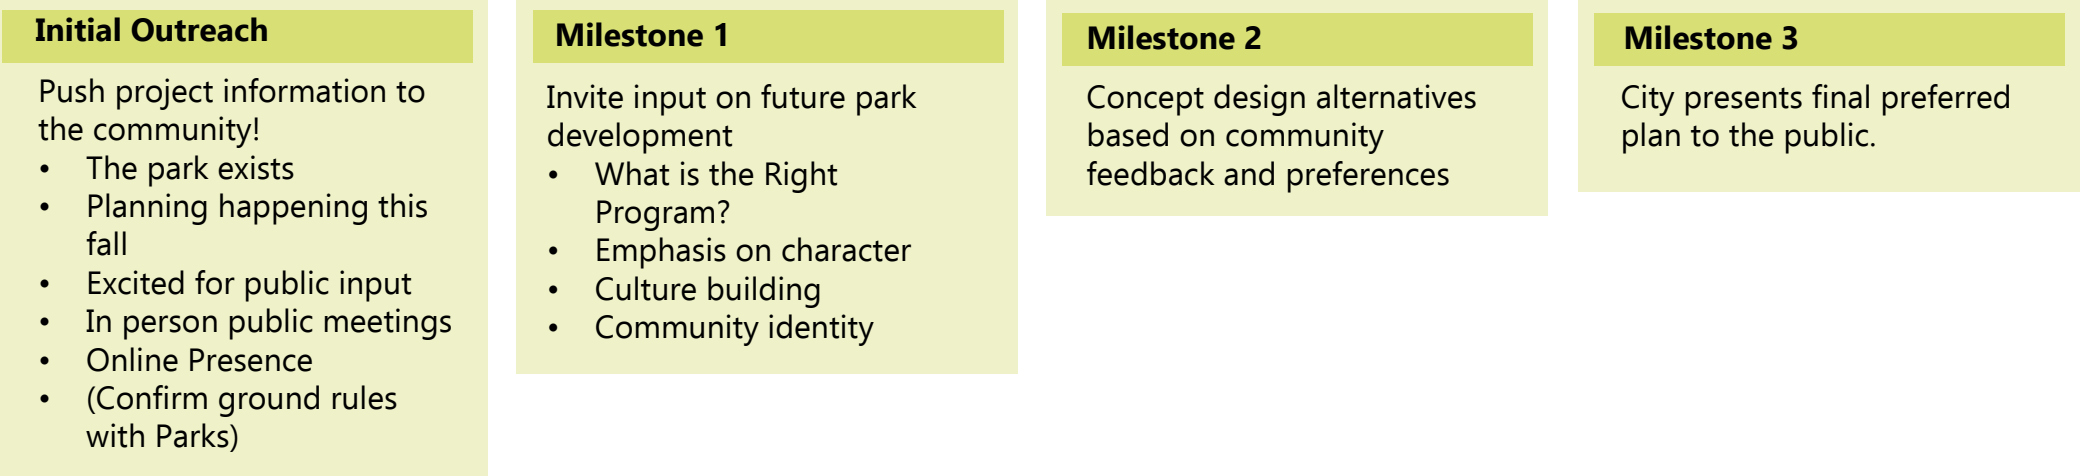 Initial Outreach
Push project information to
the community!
• The park exists
• Planning happening this
fall
• Excited for public input
• In person public meetings
• Online Presence
• (Confirm ground rules
with Parks)
Milestone 1
Invite input on future park
development
• What is the Right
Program?
• Emphasis on character
• Culture building
• Community identity
Milestone 2
Concept design alternatives
based on community
feedback and preferences
Milestone 3
City presents final preferred
plan to the public.